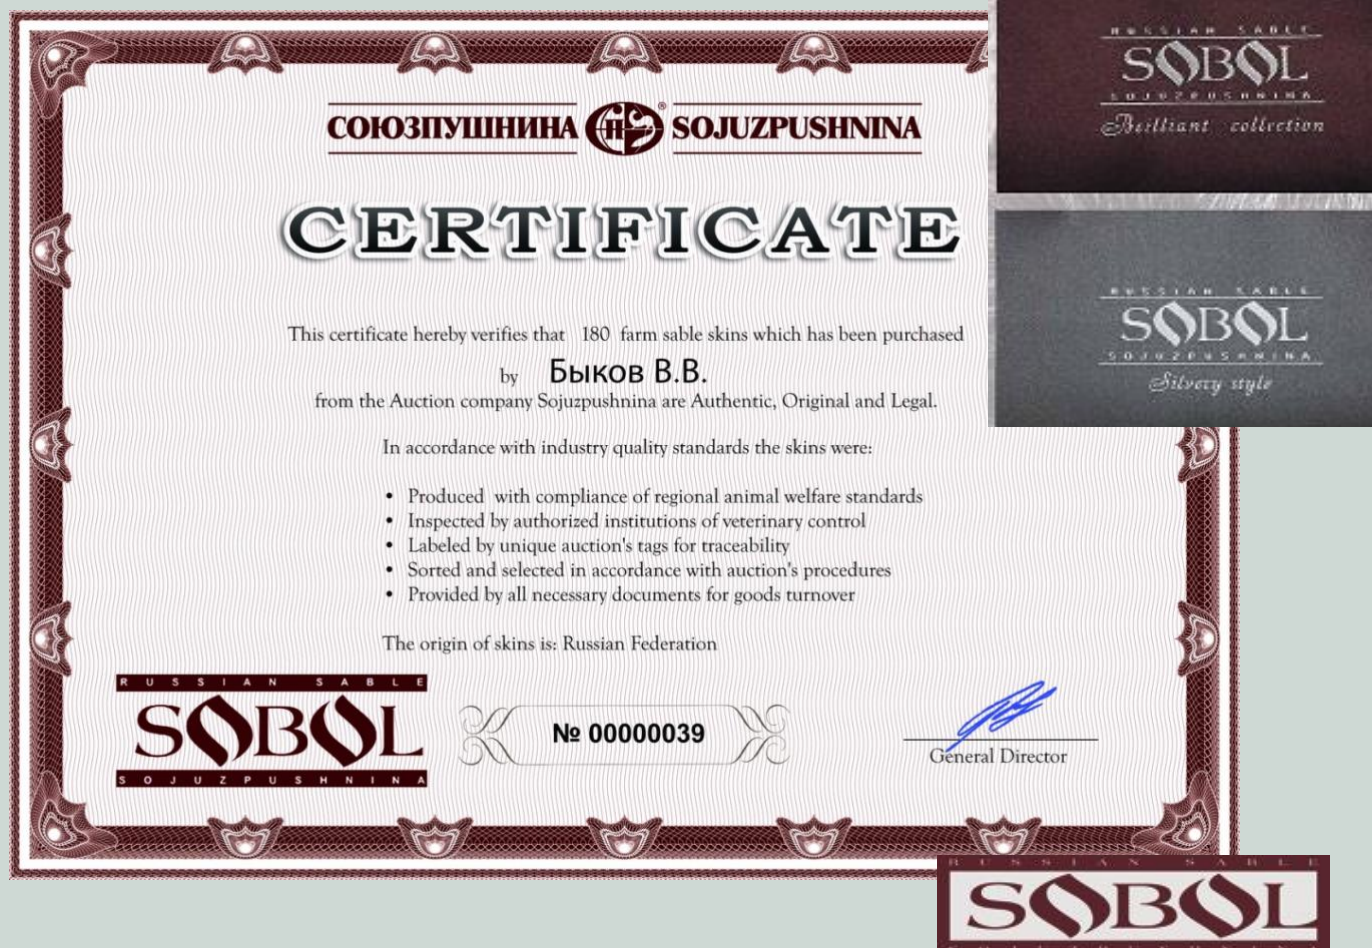 СОЮЗПУШНИНА SOJUZPUSHNINA
CERTIFICATE
This certificate hereby verifies that 180 farm sable skins which has been purchased
by Быков В.В.
from the Auction company Sojuzpushnina are Authentic, Original and Legal.
In accordance with industry quality standards the skins were:
• Produced with compliance of regional animal welfare standards
• Inspected by authorized institutions of veterinary control
• Labeled by unique auction's tags for traceability
• Sorted and selected in accordance with auction's procedures
• Provided by all necessary documents for goods turnover
The origin of skins is: Russian Federation
RUSSIAN SABLE
SOBOL
SOJUZPUSHNINA
№ 00000039
General Director
RUSSIAN SABLE
SOBOL
SOJUZPUSHNINA
Brilliant collection
RUSSIAN SABLE
SOBOL
SOJUZPUSHNINA
Silvery style
RUSSIAN SABLE
SOBOL